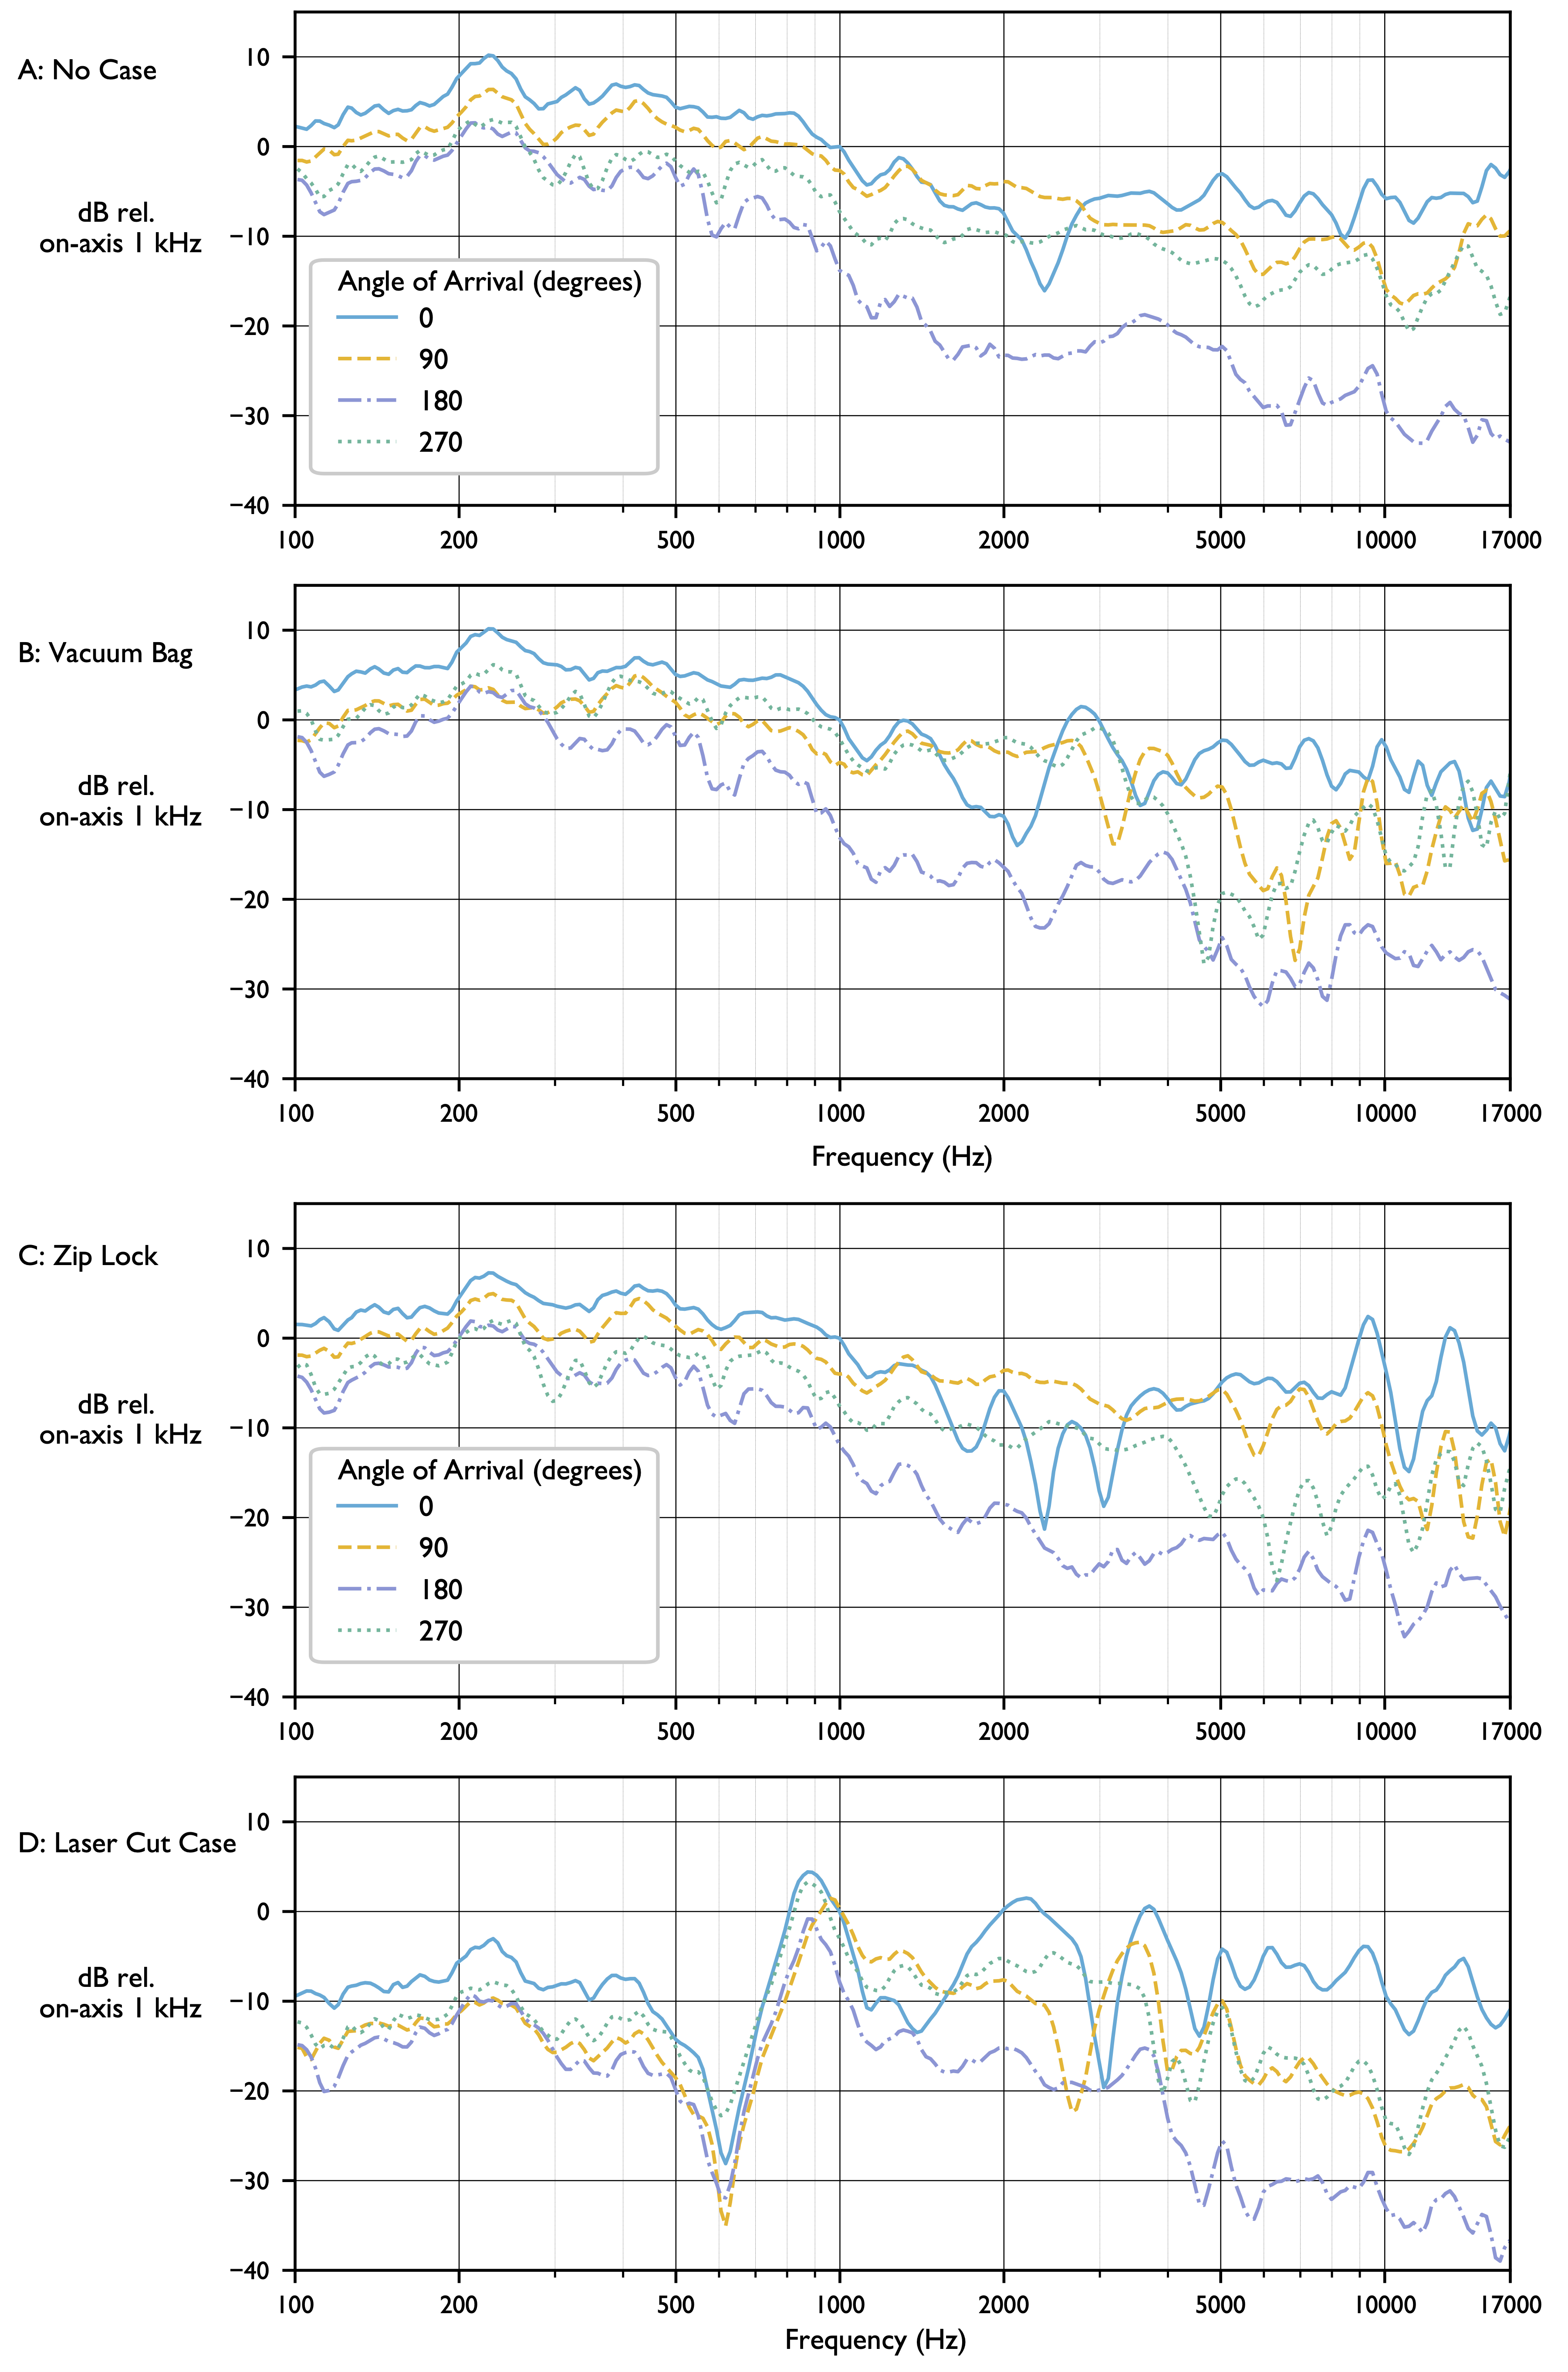 A: No Case
dB rel.
on-axis 1 kHz
10
0
−10
−20
−30
−40
Angle of Arrival (degrees)
0
90
180
270
100 200 500 1000 2000 5000 10000 17000
B: Vacuum Bag
dB rel.
on-axis 1 kHz
10
0
−10
−20
−30
−40
100 200 500 1000 2000 5000 10000 17000
Frequency (Hz)
C: Zip Lock
dB rel.
on-axis 1 kHz
10
0
−10
−20
−30
−40
Angle of Arrival (degrees)
0
90
180
270
100 200 500 1000 2000 5000 10000 17000
D: Laser Cut Case
dB rel.
on-axis 1 kHz
10
0
−10
−20
−30
−40
100 200 500 1000 2000 5000 10000 17000
Frequency (Hz)